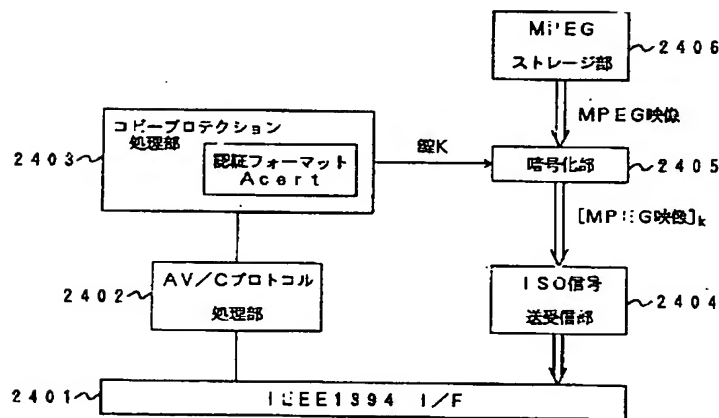 MPEG
ストレージ部
2406
MPEG映像
コピープロテクション
処理部
認証フォーマット
Acert
2403
鍵K
暗号化部
2405
[MPEG映像]k
AV/Cプロトコル
処理部
2402
ISO信号
送受信部
2404
2401
IEEE1394 I/F